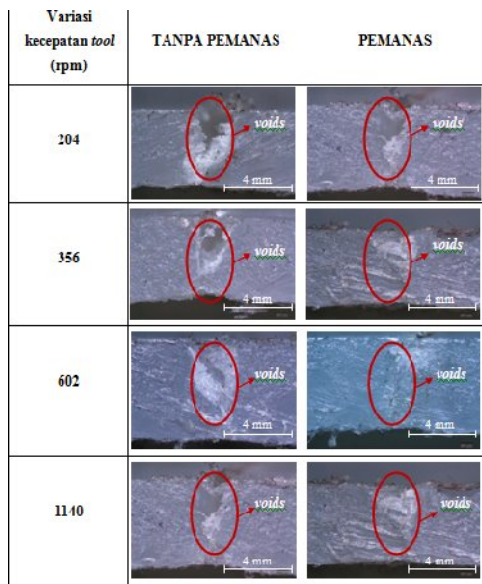 Variasi
kecepatan tool
(rpm)
TANPA PEMANAS
PEMANAS
204
voids
4 mm
voids
4 mm
356
voids
4 mm
voids
4 mm
602
voids
4 mm
voids
4 mm
1140
voids
4 mm
voids
4 mm